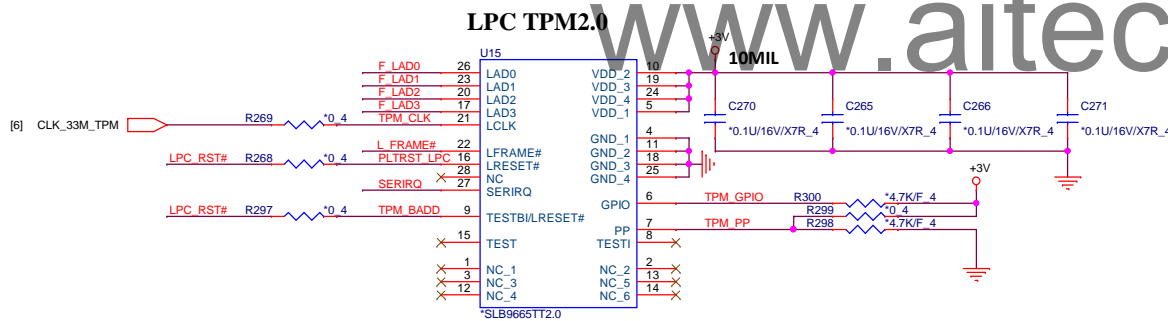 LPC TPM2.0
www.aitec
+3V
10MIL
U15
F_LAD0 26 LAD0 VDD_2 10
F_LAD1 23 LAD1 VDD_3 19
F_LAD2 20 LAD2 VDD_4 24
F_LAD3 17 LAD3 VDD_1 5
C270 C265 C266 C271
*0.1U/16V/X7R_4 *0.1U/16V/X7R_4 *0.1U/16V/X7R_4 *0.1U/16V/X7R_4
[6] CLK_33M_TPM R269 *0_4 TPM_CLK 21 LCLK
GND_1 4
L_FRAME# 22 LFRAME# GND_2 11
LPC_RST# R268 *0_4 PLTRST_LPC 16 LRESET# GND_3 18
28 NC GND_4 25
SERIRQ 27 SERIRQ
+3V
GPIO 6 TPM_GPIO R300 *4.7K/F_4
R299 *0_4
LPC_RST# R297 *0_4 TPM_BADD 9 TESTBI/LRESET#
PP 7 TPM_PP R298 *4.7K/F_4
15 TEST TESTI 8
1 NC_1 NC_2 2
3 NC_3 NC_5 13
12 NC_4 NC_6 14
*SLB9665TT2.0